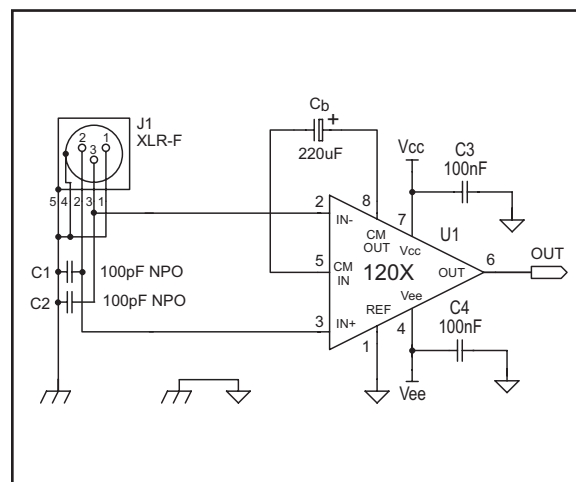 J1
XLR-F
2
1
3
5 4 2 3 1
C1
100pF NPO
C2
100pF NPO
Cb
+
220uF
Vcc
C3
100nF
8
7
2
IN-
CM
OUT
Vcc
U1
5
CM
IN
120X
OUT
6
OUT
REF
Vee
3
IN+
1
4
C4
100nF
Vee